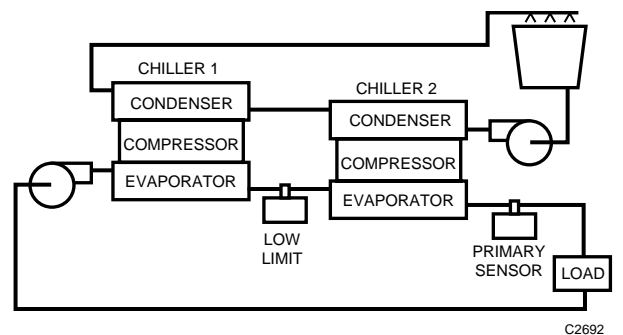 CHILLER 1
CONDENSER
COMPRESSOR
EVAPORATOR
CHILLER 2
CONDENSER
COMPRESSOR
EVAPORATOR
LOW
LIMIT
PRIMARY
SENSOR
LOAD
C2692